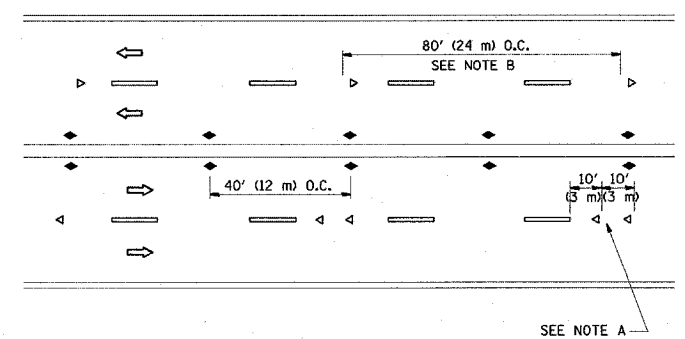 80' (24 m) O.C.
SEE NOTE B
40' (12 m) O.C.
10' 10'
(3 m)(3 m)
SEE NOTE A